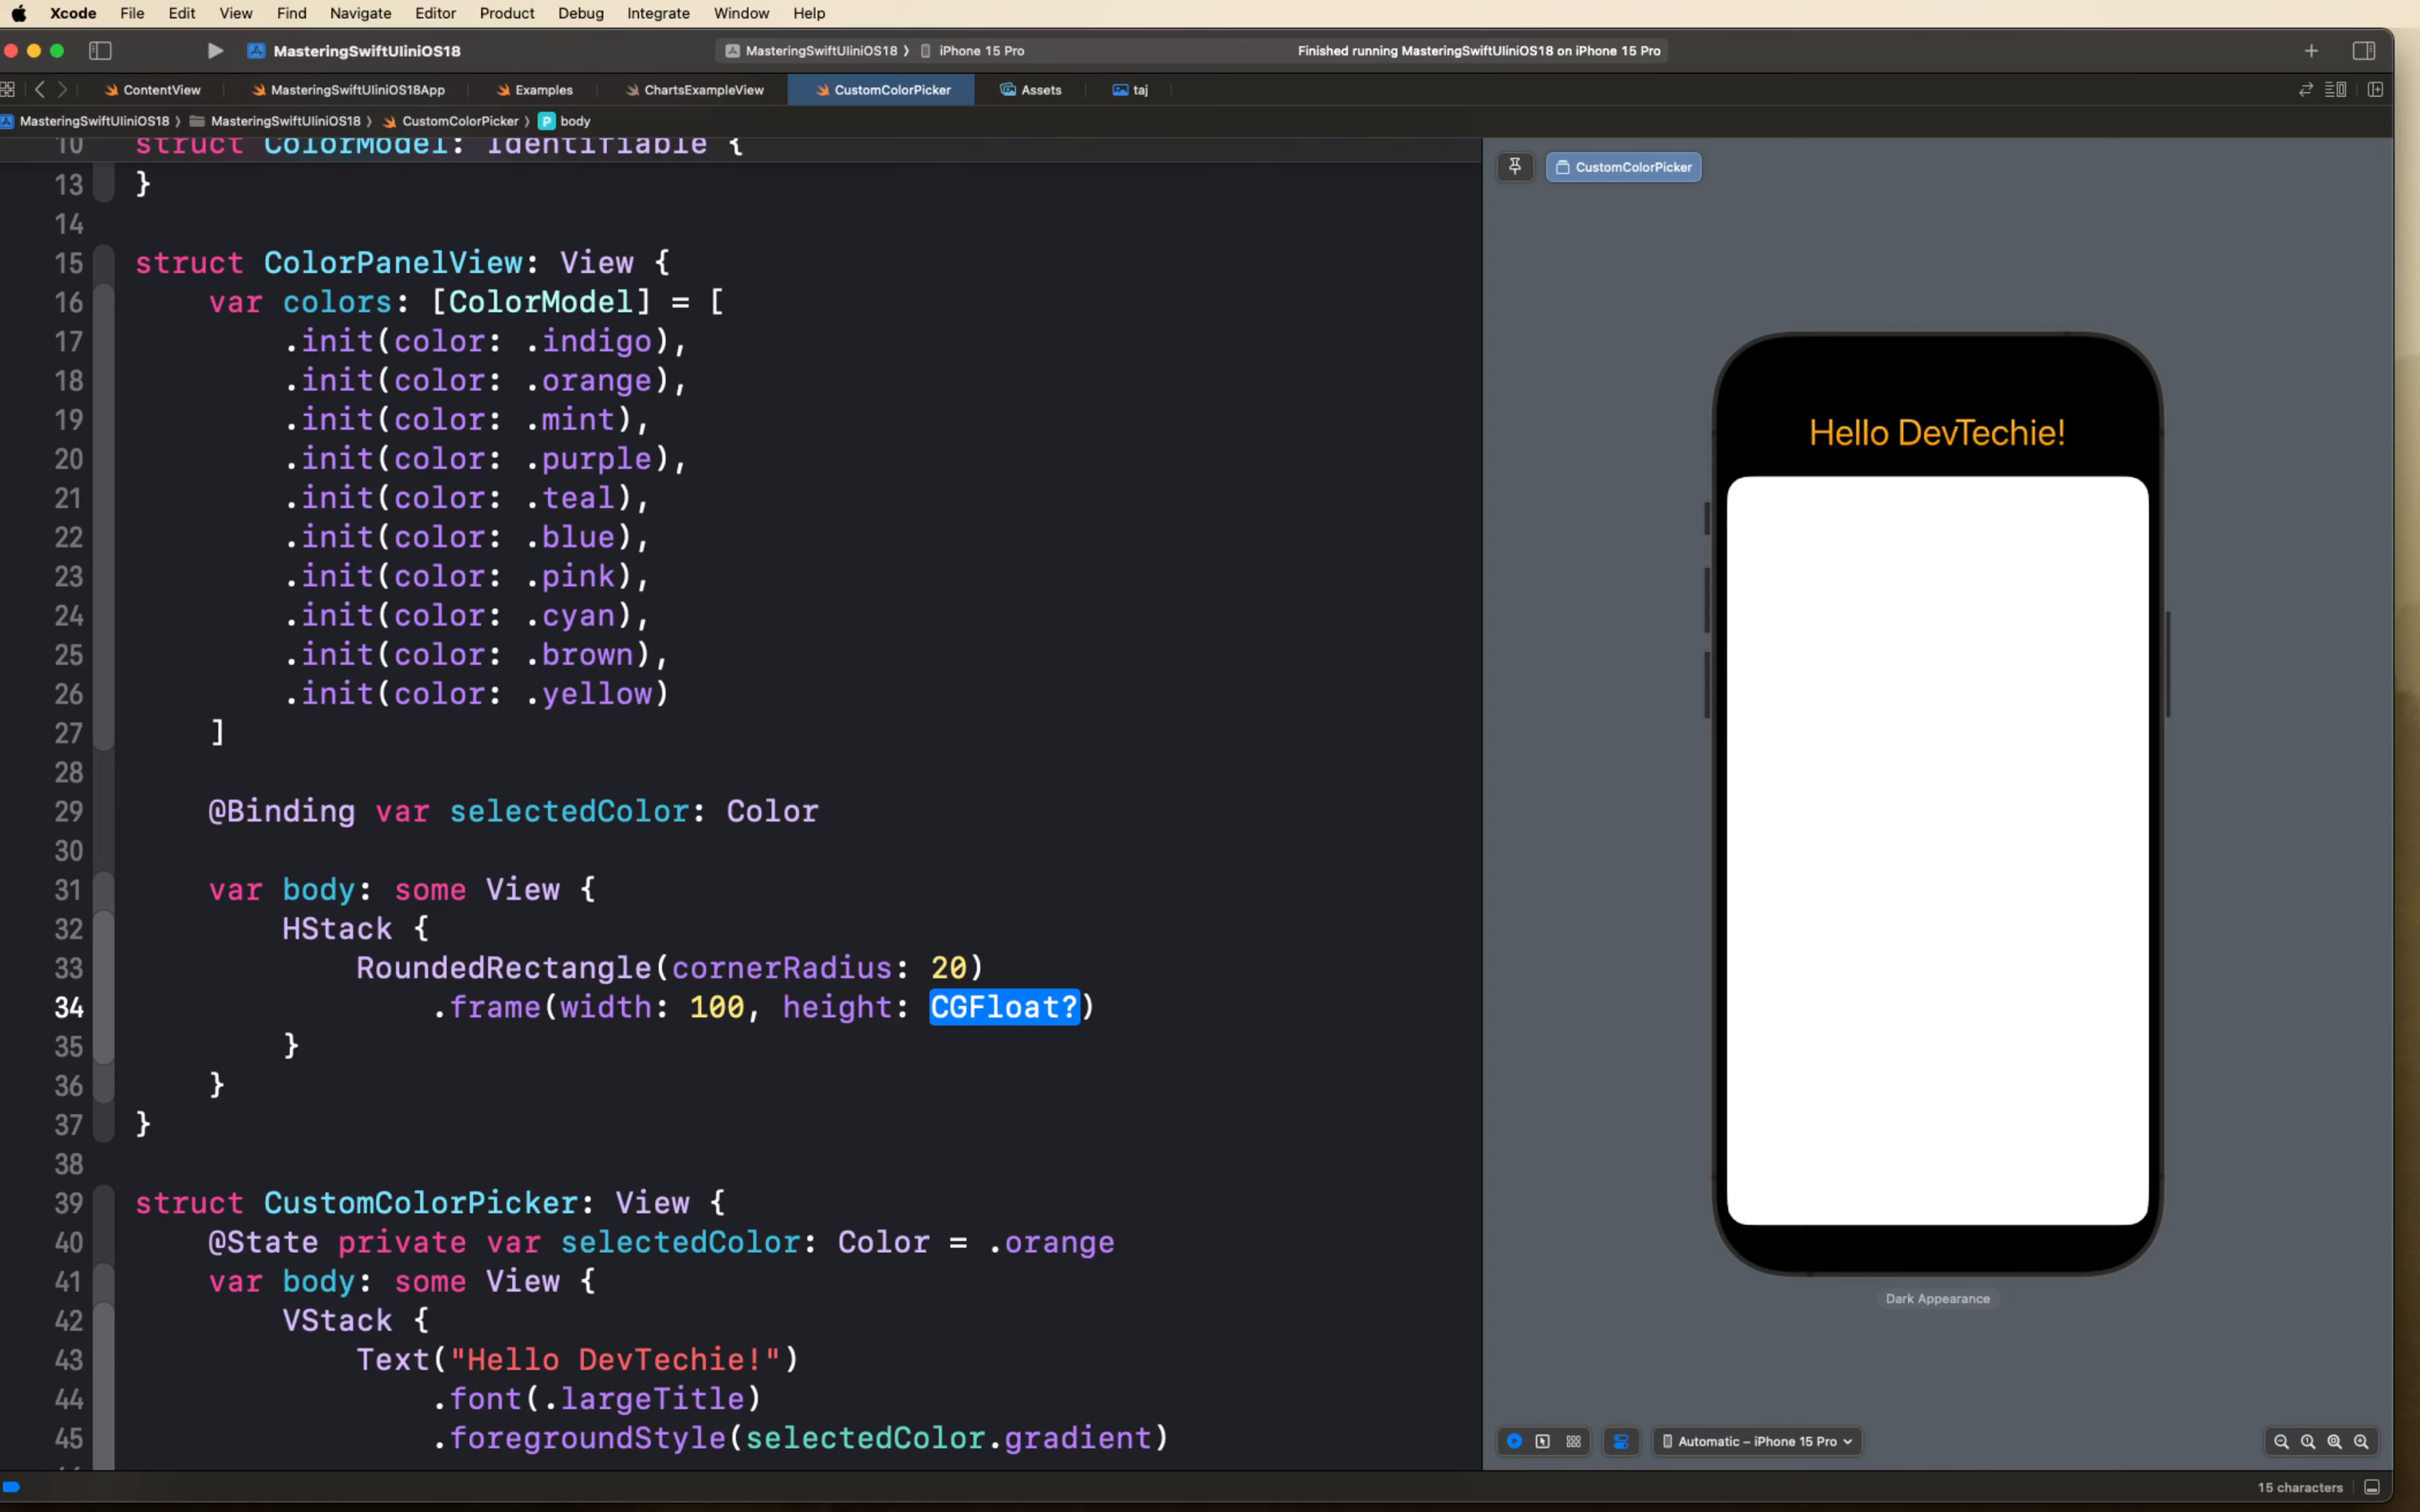 Xcode File Edit View Find Navigate Editor Product Debug Integrate Window Help
MasteringSwiftUIiniOS18 MasteringSwiftUIiniOS18 〉 iPhone 15 Pro Finished running MasteringSwiftUIiniOS18 on iPhone 15 Pro
ContentView MasteringSwiftUIiniOS18App Examples ChartsExampleView CustomColorPicker Assets taj
MasteringSwiftUIiniOS18 〉 MasteringSwiftUIiniOS18 〉 CustomColorPicker 〉 P body
10 struct ColorModel: Identifiable {
13 }
14
15 struct ColorPanelView: View {
16 var colors: [ColorModel] = [
17 .init(color: .indigo),
18 .init(color: .orange),
19 .init(color: .mint),
20 .init(color: .purple),
21 .init(color: .teal),
22 .init(color: .blue),
23 .init(color: .pink),
24 .init(color: .cyan),
25 .init(color: .brown),
26 .init(color: .yellow)
27 ]
28
29 @Binding var selectedColor: Color
30
31 var body: some View {
32 HStack {
33 RoundedRectangle(cornerRadius: 20)
34 .frame(width: 100, height: CGFloat?)
35 }
36 }
37 }
38
39 struct CustomColorPicker: View {
40 @State private var selectedColor: Color = .orange
41 var body: some View {
42 VStack {
43 Text("Hello DevTechie!")
44 .font(.largeTitle)
45 .foregroundStyle(selectedColor.gradient)
CustomColorPicker
Hello DevTechie!
Dark Appearance
Automatic – iPhone 15 Pro
15 characters